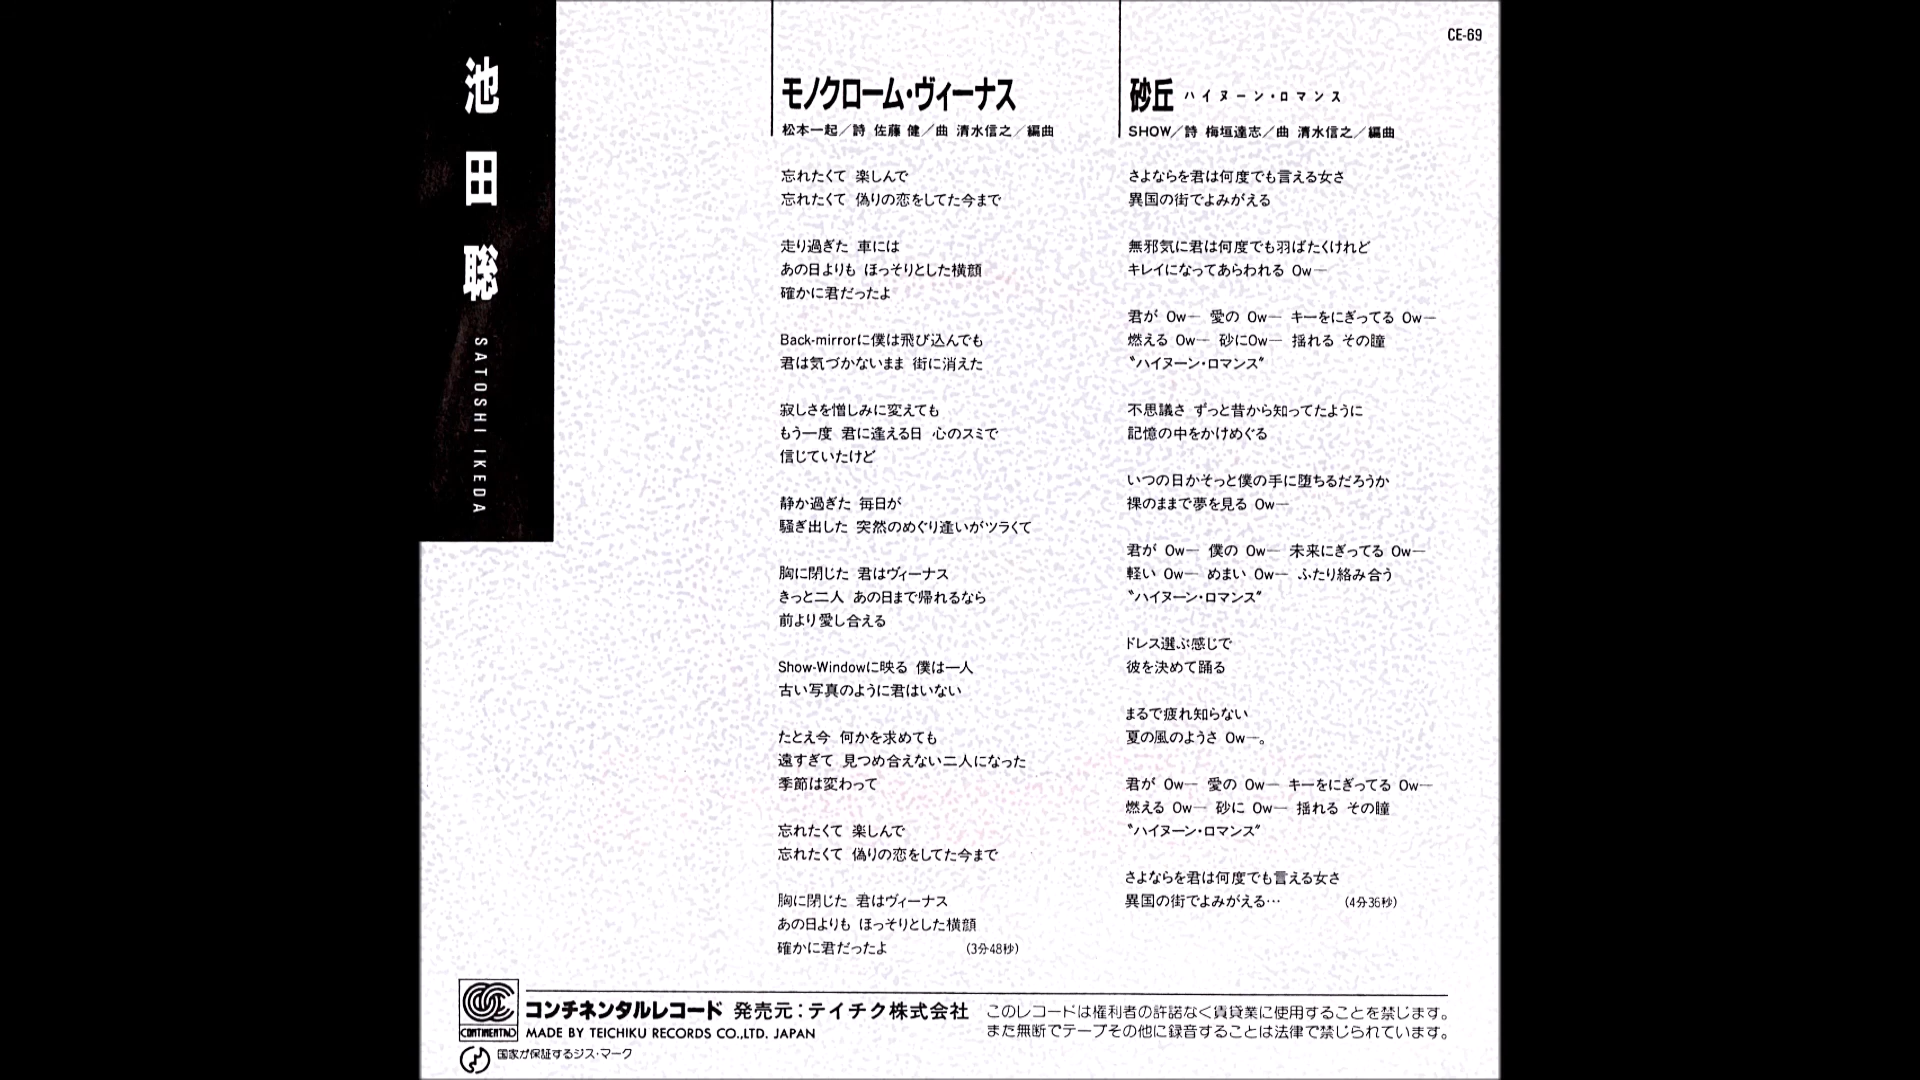 池田聡
SATOSHI IKEDA
CE-69
モノクローム・ヴィーナス
松本一起／詩 佐藤 健／曲 清水信之／編曲
忘れたくて 楽しんで
忘れたくて 偽りの恋をしてた今まで
走り過ぎた 車には
あの日よりも ほっそりとした横顔
確かに君だったよ
Back-mirrorに僕は飛び込んでも
君は気づかないまま 街に消えた
寂しさを憎しみに変えても
もう一度 君に逢える日 心のスミで
信じていたけど
静か過ぎた 毎日が
騒ぎ出した 突然のめぐり逢いがツラくて
胸に閉じた 君はヴィーナス
きっと二人 あの日まで帰れるなら
前より愛し合える
Show-Windowに映る 僕は一人
古い写真のように君はいない
たとえ今 何かを求めても
遠すぎて 見つめ合えない二人になった
季節は変わって
忘れたくて 楽しんで
忘れたくて 偽りの恋をしてた今まで
胸に閉じた 君はヴィーナス
あの日よりも ほっそりとした横顔
確かに君だったよ (3分48秒)
砂丘 ハイヌーン・ロマンス
SHOW／詩 梅垣達志／曲 清水信之／編曲
さよならを君は何度でも言える女さ
異国の街でよみがえる
無邪気に君は何度でも羽ばたくけれど
キレイになってあらわれる Ow—
君が Ow— 愛の Ow— キーをにぎってる Ow—
燃える Ow— 砂にOw— 揺れる その瞳
〝ハイヌーン・ロマンス〟
不思議さ ずっと昔から知ってたように
記憶の中をかけめぐる
いつの日かそっと僕の手に堕ちるだろうか
裸のままで夢を見る Ow—
君が Ow— 僕の Ow— 未来にぎってる Ow—
軽い Ow— めまい Ow— ふたり絡み合う
〝ハイヌーン・ロマンス〟
ドレス選ぶ感じで
彼を決めて踊る
まるで疲れ知らない
夏の風のようさ Ow—。
君が Ow— 愛の Ow— キーをにぎってる Ow—
燃える Ow— 砂に Ow— 揺れる その瞳
〝ハイヌーン・ロマンス〟
さよならを君は何度でも言える女さ
異国の街でよみがえる… (4分36秒)
CONTINENTAL
コンチネンタルレコード 発売元：テイチク株式会社
MADE BY TEICHIKU RECORDS CO.,LTD. JAPAN
このレコードは権利者の許諾なく賃貸業に使用することを禁じます。
また無断でテープその他に録音することは法律で禁じられています。
国家が保証するジス・マーク